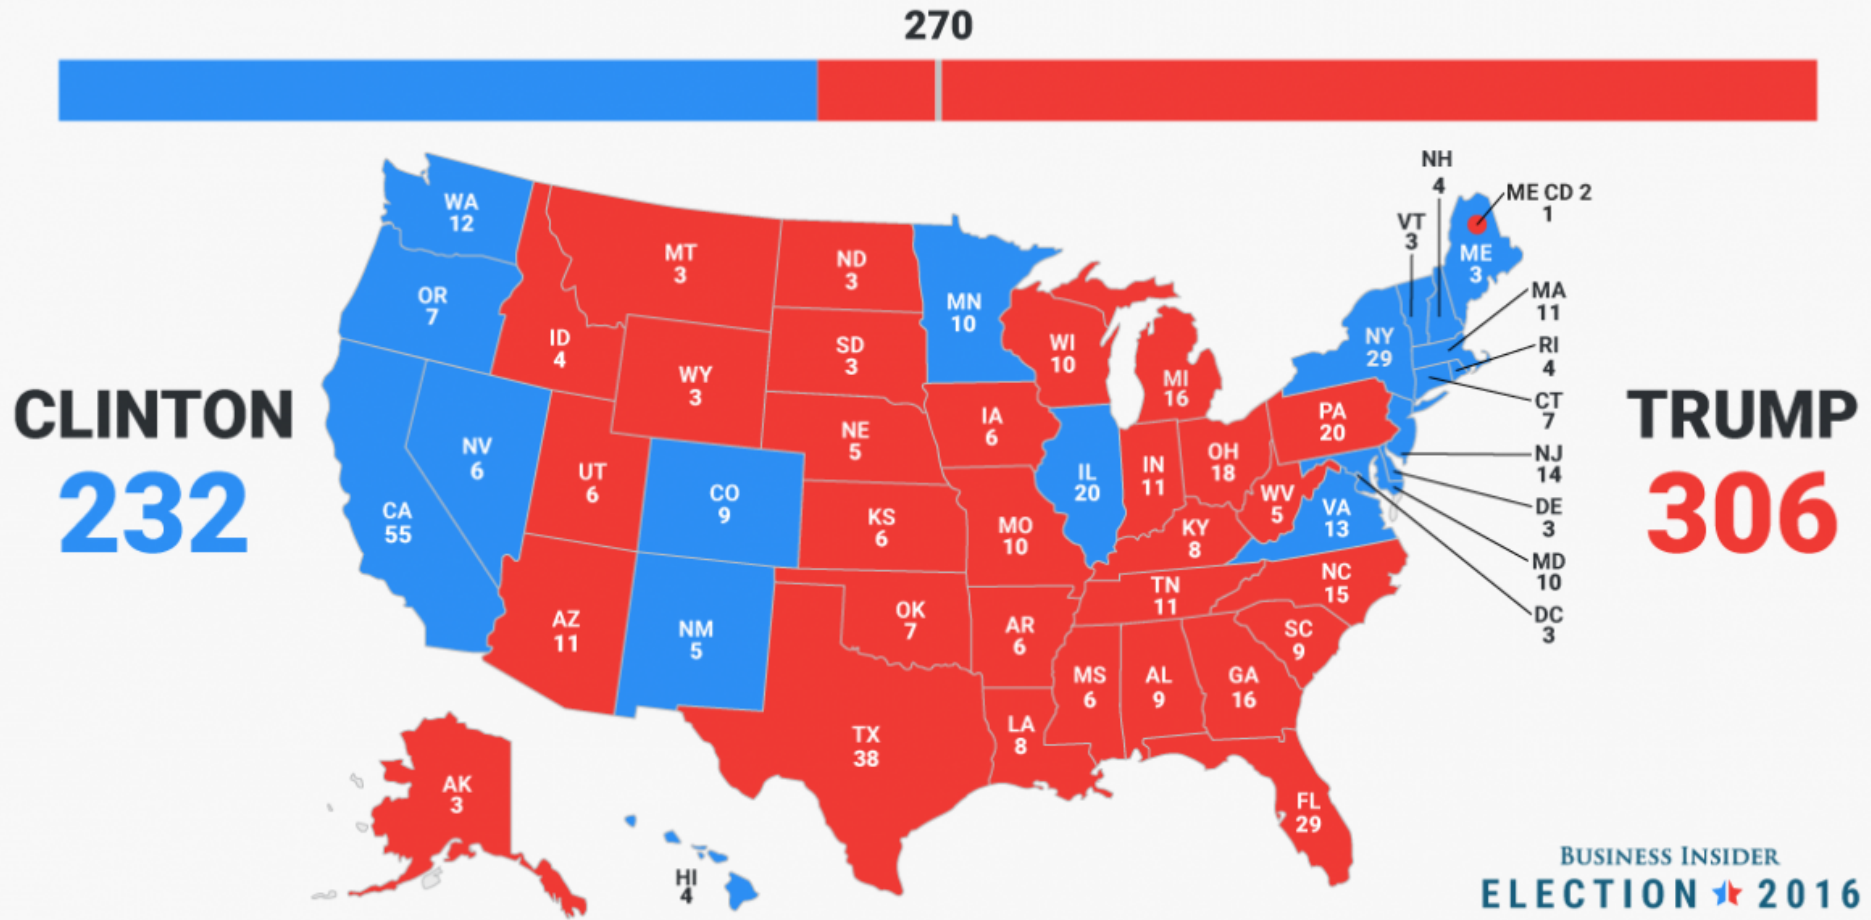 270
NH
4
ME CD 2
1
WA
12
VT
3
MT
3
ND
3
ME
3
OR
7
MN
10
MA
11
ID
4
SD
3
WI
10
NY
29
RI
4
WY
3
MI
16
CT
7
CLINTON
232
TRUMP
306
IA
6
PA
20
NE
5
NV
6
UT
6
CO
9
IL
20
IN
11
OH
18
NJ
14
WV
5
VA
13
DE
3
CA
55
KS
6
MO
10
KY
8
MD
10
NC
15
TN
11
DC
3
AZ
11
NM
5
OK
7
AR
6
SC
9
MS
6
AL
9
GA
16
TX
38
LA
8
AK
3
FL
29
HI
4
BUSINESS INSIDER
ELECTION 2016